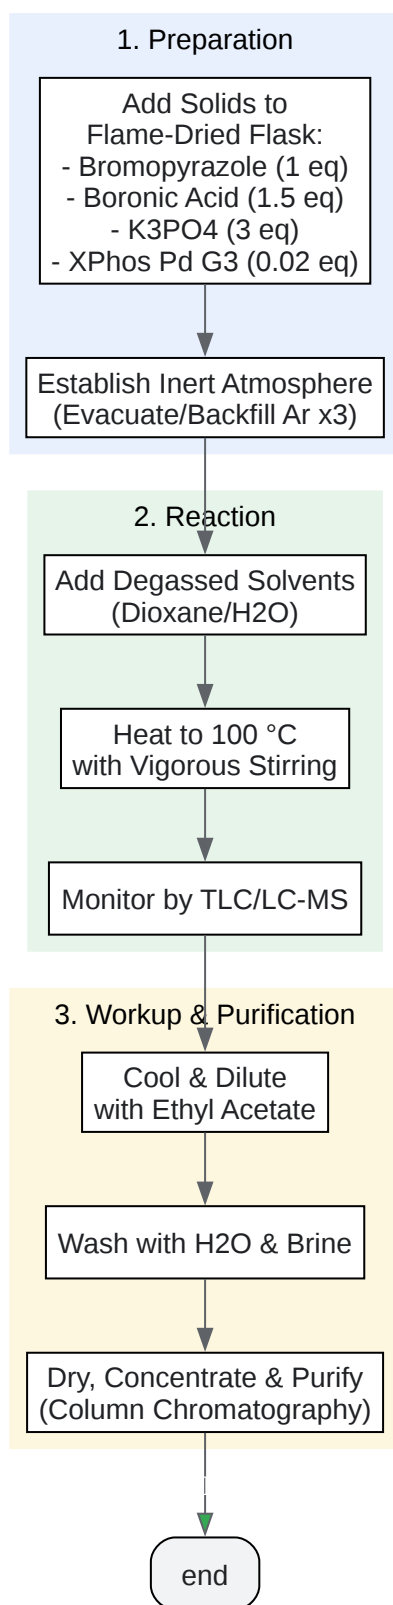 1. Preparation
Add Solids to
Flame-Dried Flask:
- Bromopyrazole (1 eq)
- Boronic Acid (1.5 eq)
- K3PO4 (3 eq)
- XPhos Pd G3 (0.02 eq)
Establish Inert Atmosphere
(Evacuate/Backfill Ar x3)
2. Reaction
Add Degassed Solvents
(Dioxane/H2O)
Heat to 100 °C
with Vigorous Stirring
Monitor by TLC/LC-MS
3. Workup & Purification
Cool & Dilute
with Ethyl Acetate
Wash with H2O & Brine
Dry, Concentrate & Purify
(Column Chromatography)
end